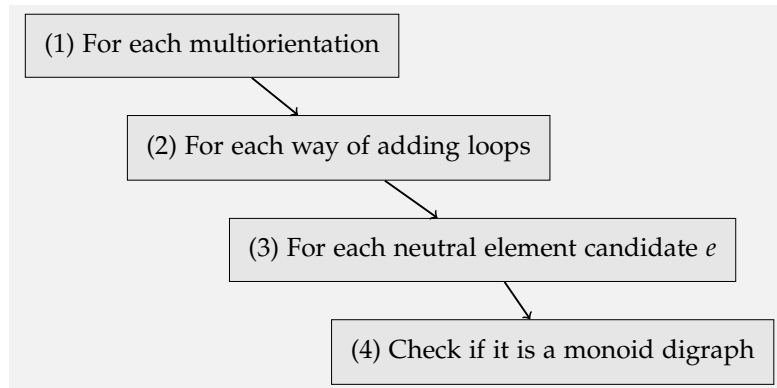 (1) For each multiorientation
(2) For each way of adding loops
(3) For each neutral element candidate e
(4) Check if it is a monoid digraph